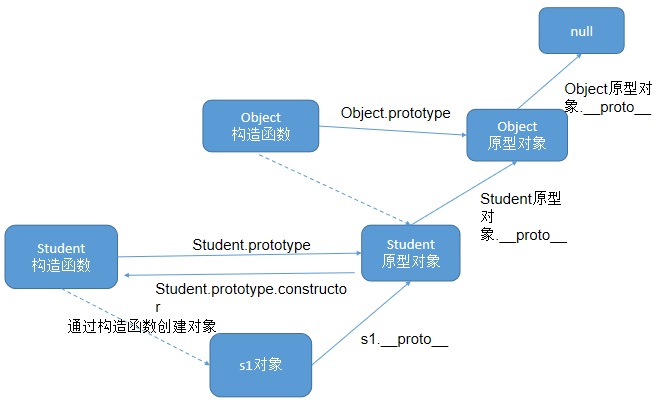 null
Object原型对
象.__proto__
Object
构造函数
Object.prototype
Object
原型对象
Student原型
对
象.__proto__
Student
构造函数
Student.prototype
Student
原型对象
Student.prototype.constructo
r
通过构造函数创建对象
s1.__proto__
s1对象